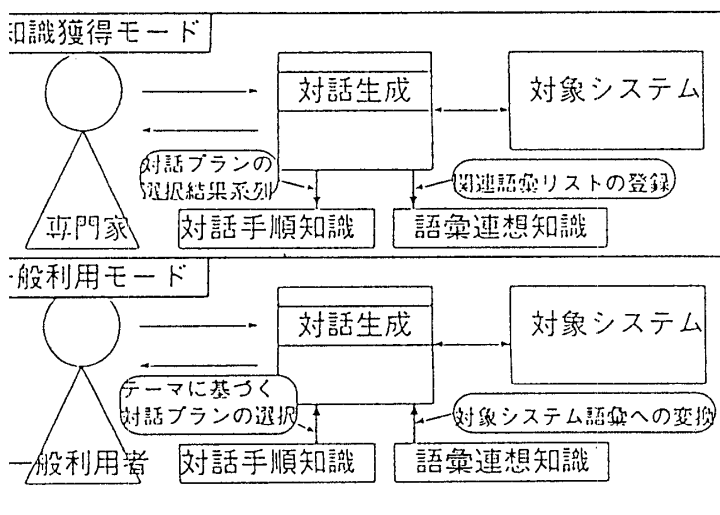 知識獲得モード
対話生成
対象システム
対話プランの
選択結果系列
関連語彙リストの登録
専門家
対話手順知識
語彙連想知識
一般利用モード
対話生成
対象システム
テーマに基づく
対話プランの選択
対象システム語彙への変換
一般利用者
対話手順知識
語彙連想知識